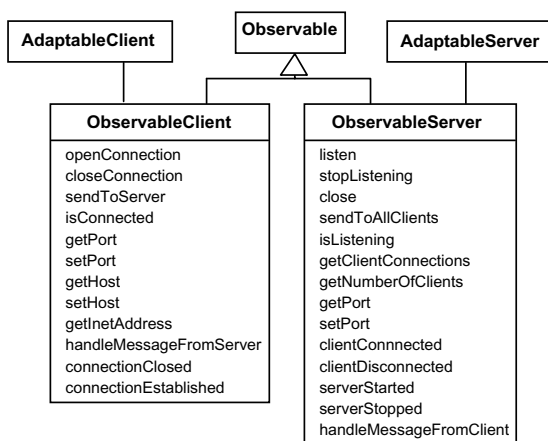 Observable
AdaptableClient
AdaptableServer
ObservableClient
openConnection
closeConnection
sendToServer
isConnected
getPort
setPort
getHost
setHost
getInetAddress
handleMessageFromServer
connectionClosed
connectionEstablished
ObservableServer
listen
stopListening
close
sendToAllClients
isListening
getClientConnections
getNumberOfClients
getPort
setPort
clientConnnected
clientDisconnected
serverStarted
serverStopped
handleMessageFromClient